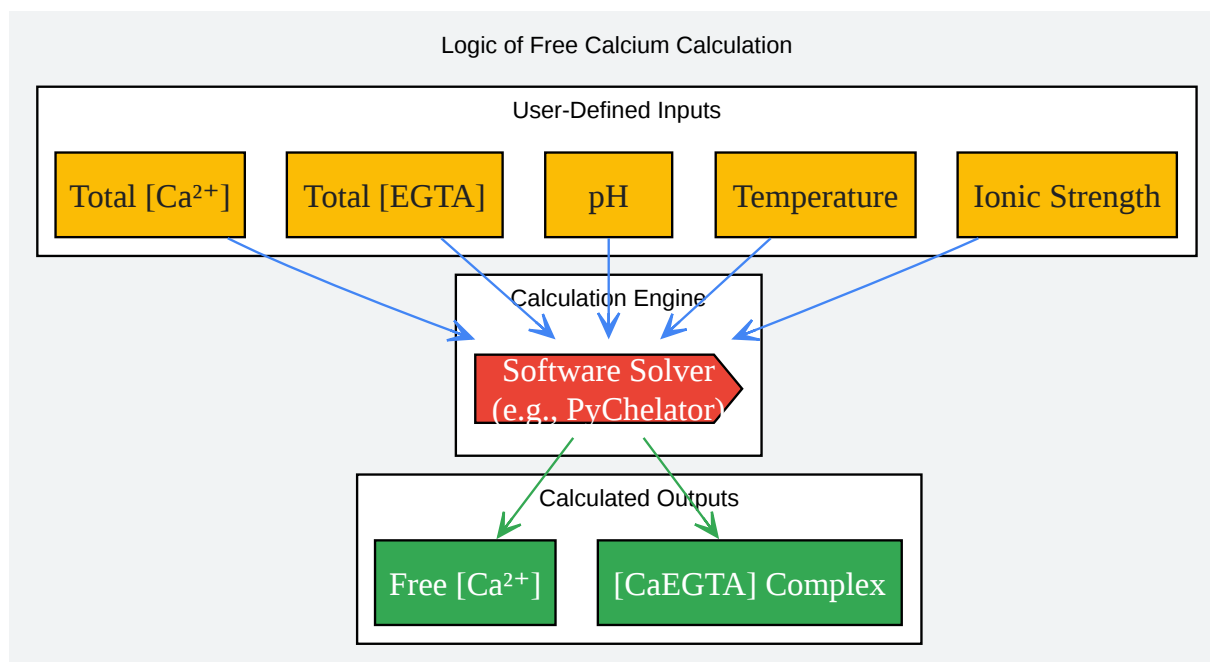 Logic of Free Calcium Calculation
User-Defined Inputs
Total [Ca²⁺]
Total [EGTA]
pH
Temperature
Ionic Strength
Calculation Engine
Software Solver
(e.g., PyChelator)
Calculated Outputs
Free [Ca²⁺]
[CaEGTA] Complex